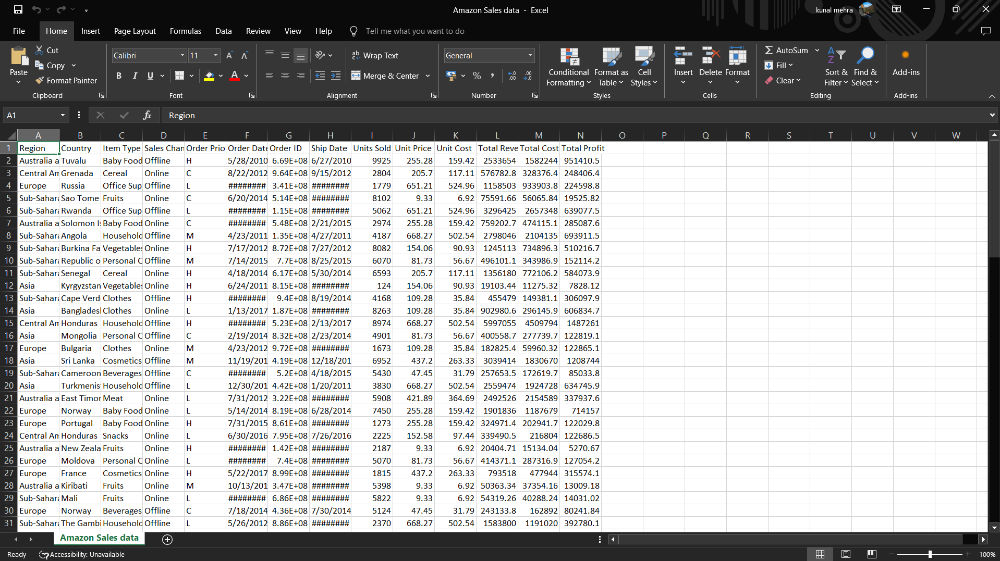 Amazon Sales data - Excel
kunal mehra
File Home Insert Page Layout Formulas Data Review View Help Tell me what you want to do
Paste
Cut
Copy
Format Painter
Clipboard
Calibri 11
B I U
Font
Wrap Text
Merge & Center
Alignment
General
Number
Conditional Formatting
Format as Table
Cell Styles
Styles
Insert Delete Format
Cells
AutoSum
Fill
Clear
Sort & Filter
Find & Select
Editing
Add-ins
Add-ins
A1 fx Region
A B C D E F G H I J K L M N O P Q R S T U V W
1 Region Country Item Type Sales Chan Order Prio Order Date Order ID Ship Date Units Sold Unit Price Unit Cost Total Reve Total Cost Total Profit
2 Australia a Tuvalu Baby Food Offline H 5/28/2010 6.69E+08 6/27/2010 9925 255.28 159.42 2533654 1582244 951410.5
3 Central Am Grenada Cereal Online C 8/22/2012 9.64E+08 9/15/2012 2804 205.7 117.11 576782.8 328376.4 248406.4
4 Europe Russia Office Sup Offline L ######## 3.41E+08 ######## 1779 651.21 524.96 1158503 933903.8 224598.8
5 Sub-Sahara Sao Tome Fruits Online C 6/20/2014 5.14E+08 ######## 8102 9.33 6.92 75591.66 56065.84 19525.82
6 Sub-Sahara Rwanda Office Sup Offline L ######## 1.15E+08 ######## 5062 651.21 524.96 3296425 2657348 639077.5
7 Australia a Solomon Is Baby Food Online C ######## 5.48E+08 2/21/2015 2974 255.28 159.42 759202.7 474115.1 285087.6
8 Sub-Sahara Angola Household Offline M 4/23/2011 1.35E+08 4/27/2011 4187 668.27 502.54 2798046 2104135 693911.5
9 Sub-Sahara Burkina Fa Vegetables Online H 7/17/2012 8.72E+08 7/27/2012 8082 154.06 90.93 1245113 734896.3 510216.7
10 Sub-Sahara Republic o Personal C Offline M 7/14/2015 7.7E+08 8/25/2015 6070 81.73 56.67 496101.1 343986.9 152114.2
11 Sub-Sahara Senegal Cereal Online H 4/18/2014 6.17E+08 5/30/2014 6593 205.7 117.11 1356180 772106.2 584073.9
12 Asia Kyrgyzstan Vegetables Online H 6/24/2011 8.15E+08 ######## 124 154.06 90.93 19103.44 11275.32 7828.12
13 Sub-Sahara Cape Verd Clothes Offline H ######## 9.4E+08 8/19/2014 4168 109.28 35.84 455479 149381.1 306097.9
14 Asia Bangladesh Clothes Online L 1/13/2017 1.87E+08 ######## 8263 109.28 35.84 902980.6 296145.9 606834.7
15 Central Am Honduras Household Offline H ######## 5.23E+08 2/13/2017 8974 668.27 502.54 5997055 4509794 1487261
16 Asia Mongolia Personal C Offline C 2/19/2014 8.32E+08 2/23/2014 4901 81.73 56.67 400558.7 277739.7 122819.1
17 Europe Bulgaria Clothes Online M 4/23/2012 9.72E+08 ######## 1673 109.28 35.84 182825.4 59960.32 122865.1
18 Asia Sri Lanka Cosmetics Offline M 11/19/201 4.19E+08 12/18/201 6952 437.2 263.33 3039414 1830670 1208744
19 Sub-Sahara Cameroon Beverages Offline C ######## 5.2E+08 4/18/2015 5430 47.45 31.79 257653.5 172619.7 85033.8
20 Asia Turkmenis Household Offline L 12/30/201 4.42E+08 1/20/2011 3830 668.27 502.54 2559474 1924728 634745.9
21 Australia a East Timor Meat Online L 7/31/2012 3.22E+08 ######## 5908 421.89 364.69 2492526 2154589 337937.6
22 Europe Norway Baby Food Online L 5/14/2014 8.19E+08 6/28/2014 7450 255.28 159.42 1901836 1187679 714157
23 Europe Portugal Baby Food Online H 7/31/2015 8.61E+08 ######## 1273 255.28 159.42 324971.4 202941.7 122029.8
24 Central Am Honduras Snacks Online L 6/30/2016 7.95E+08 7/26/2016 2225 152.58 97.44 339490.5 216804 122686.5
25 Australia a New Zeala Fruits Online H ######## 1.42E+08 ######## 2187 9.33 6.92 20404.71 15134.04 5270.67
26 Europe Moldova Personal C Online L ######## 7.4E+08 ######## 5070 81.73 56.67 414371.1 287316.9 127054.2
27 Europe France Cosmetics Online H 5/22/2017 8.99E+08 ######## 1815 437.2 263.33 793518 477944 315574.1
28 Australia a Kiribati Fruits Online M 10/13/201 3.47E+08 ######## 5398 9.33 6.92 50363.34 37354.16 13009.18
29 Sub-Sahara Mali Fruits Online L ######## 6.86E+08 ######## 5822 9.33 6.92 54319.26 40288.24 14031.02
30 Europe Norway Beverages Offline C 7/18/2014 4.36E+08 7/30/2014 5124 47.45 31.79 243133.8 162892 80241.84
31 Sub-Sahara The Gambi Household Offline L 5/26/2012 8.86E+08 ######## 2370 668.27 502.54 1583800 1191020 392780.1
Amazon Sales data
Ready Accessibility: Unavailable 100%